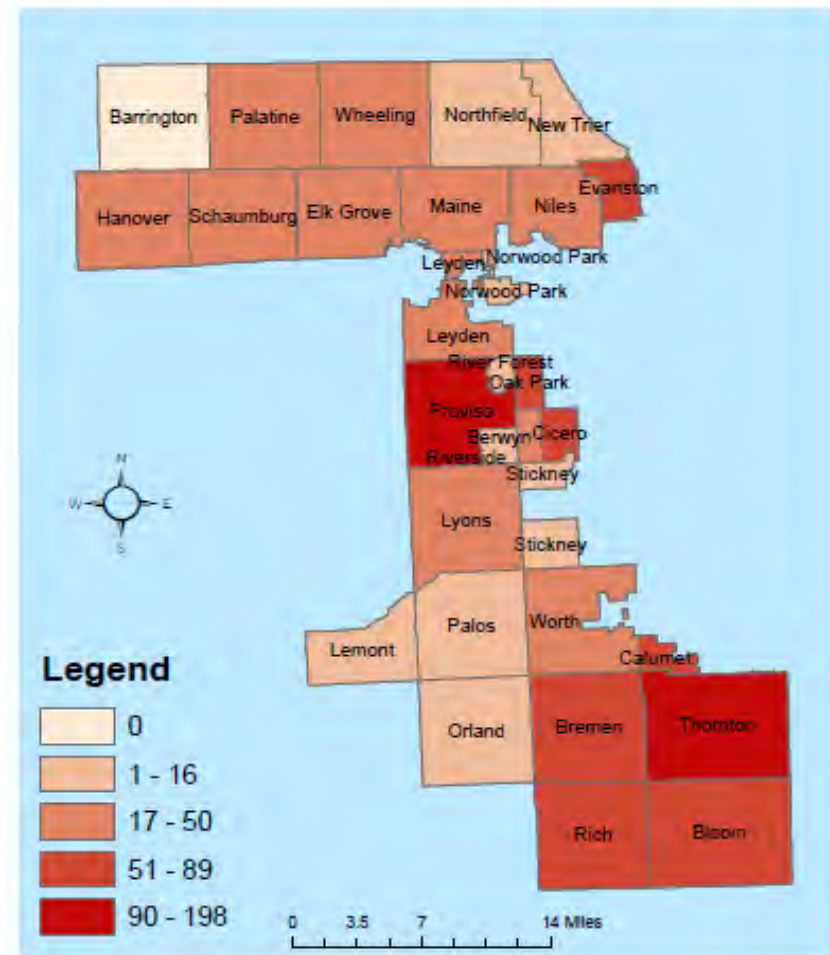 Barrington
Palatine
Wheeling
Northfield
New Trier
Evanston
Hanover
Schaumburg
Elk Grove
Maine
Niles
Leyden
Norwood Park
Norwood Park
Leyden
River Forest
Oak Park
Proviso
Berwyn
Cicero
Riverside
Stickney
N
W
E
S
Lyons
Stickney
Lemont
Palos
Worth
Calumet
Orland
Bremen
Thornton
Rich
Bloom
Legend
0
1 - 16
17 - 50
51 - 89
90 - 198
0 3.5 7 14 Miles